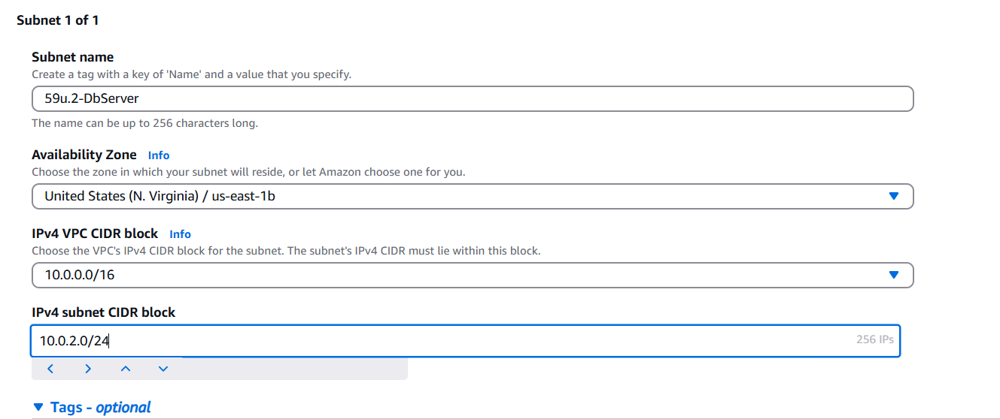 Subnet 1 of 1
Subnet name
Create a tag with a key of 'Name' and a value that you specify.
59u.2-DbServer
The name can be up to 256 characters long.
Availability Zone Info
Choose the zone in which your subnet will reside, or let Amazon choose one for you.
United States (N. Virginia) / us-east-1b
IPv4 VPC CIDR block Info
Choose the VPC's IPv4 CIDR block for the subnet. The subnet's IPv4 CIDR must lie within this block.
10.0.0.0/16
IPv4 subnet CIDR block
10.0.2.0/24 256 IPs
Tags - optional